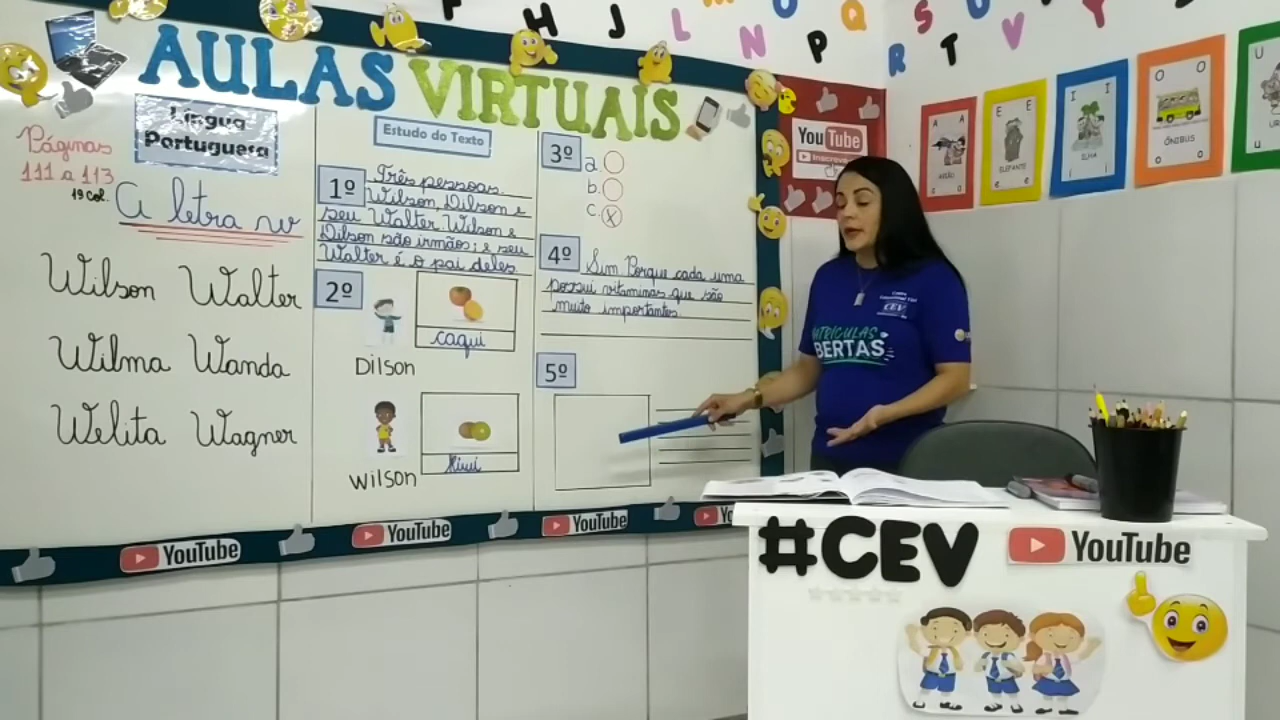 AULAS VIRTUAIS
Língua
Portuguesa
Páginas
111 a 113
1º Col.
A letra w
Wilson Walter
Wilma Wanda
Welita Wagner
Estudo do Texto
1º
Três pessoas.
Wilson, Dilson e
seu Walter. Wilson e
Dilson são irmãos; e seu
Walter é o pai deles
2º
caqui
Dilson
Kiwi
Wilson
3º
a.
b.
c. X
4º
Sim Porque cada uma
possui vitaminas que são
muito importantes
5º
YouTube
YouTube
YouTube
YouTube
Inscreva-se
H J L N P Q R S T V Y
A A
AVIÃO
E E
ELEFANTE
e e
I I
ILHA
O O
ÔNIBUS
U
CEV
MATRÍCULAS
ABERTAS
#CEV
YouTube